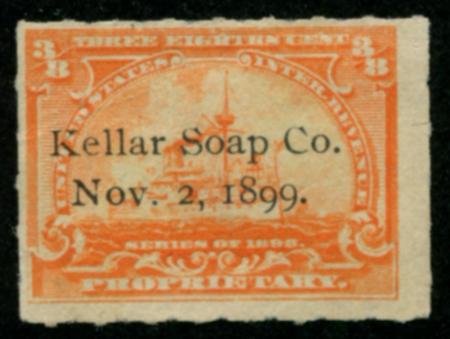 3/8 THREE EIGHTH CENT 3/8
UNITED STATES INTER. REVENUE
Kellar Soap Co.
Nov. 2, 1899.
SERIES OF 1898.
PROPRIETARY.